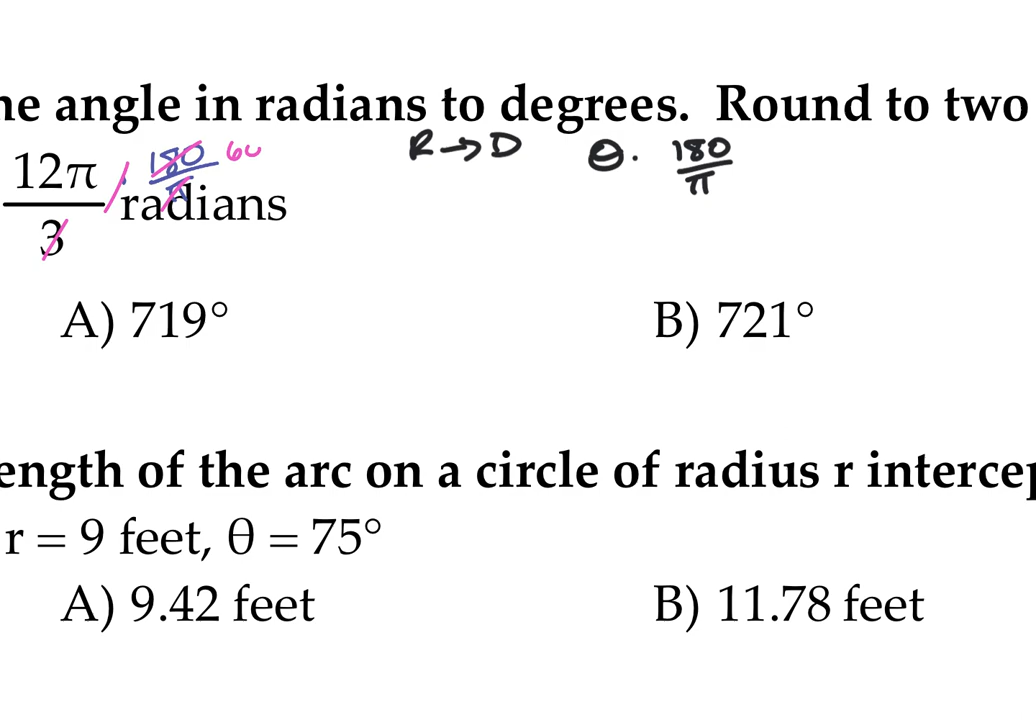 he angle in radians to degrees. Round to two
R → D θ · 180/π
12π/3 · 180/π 60 radians
A) 719° B) 721°
ength of the arc on a circle of radius r intercep
r = 9 feet, θ = 75°
A) 9.42 feet B) 11.78 feet